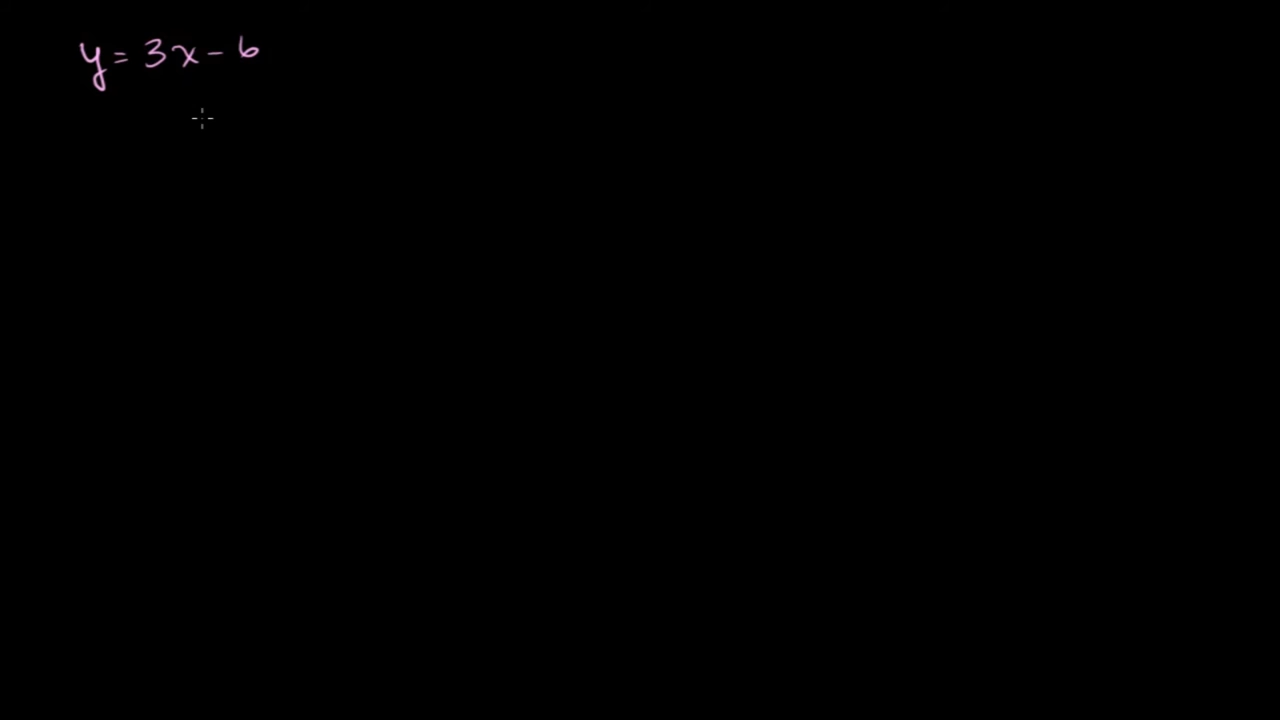 y = 3x - 6